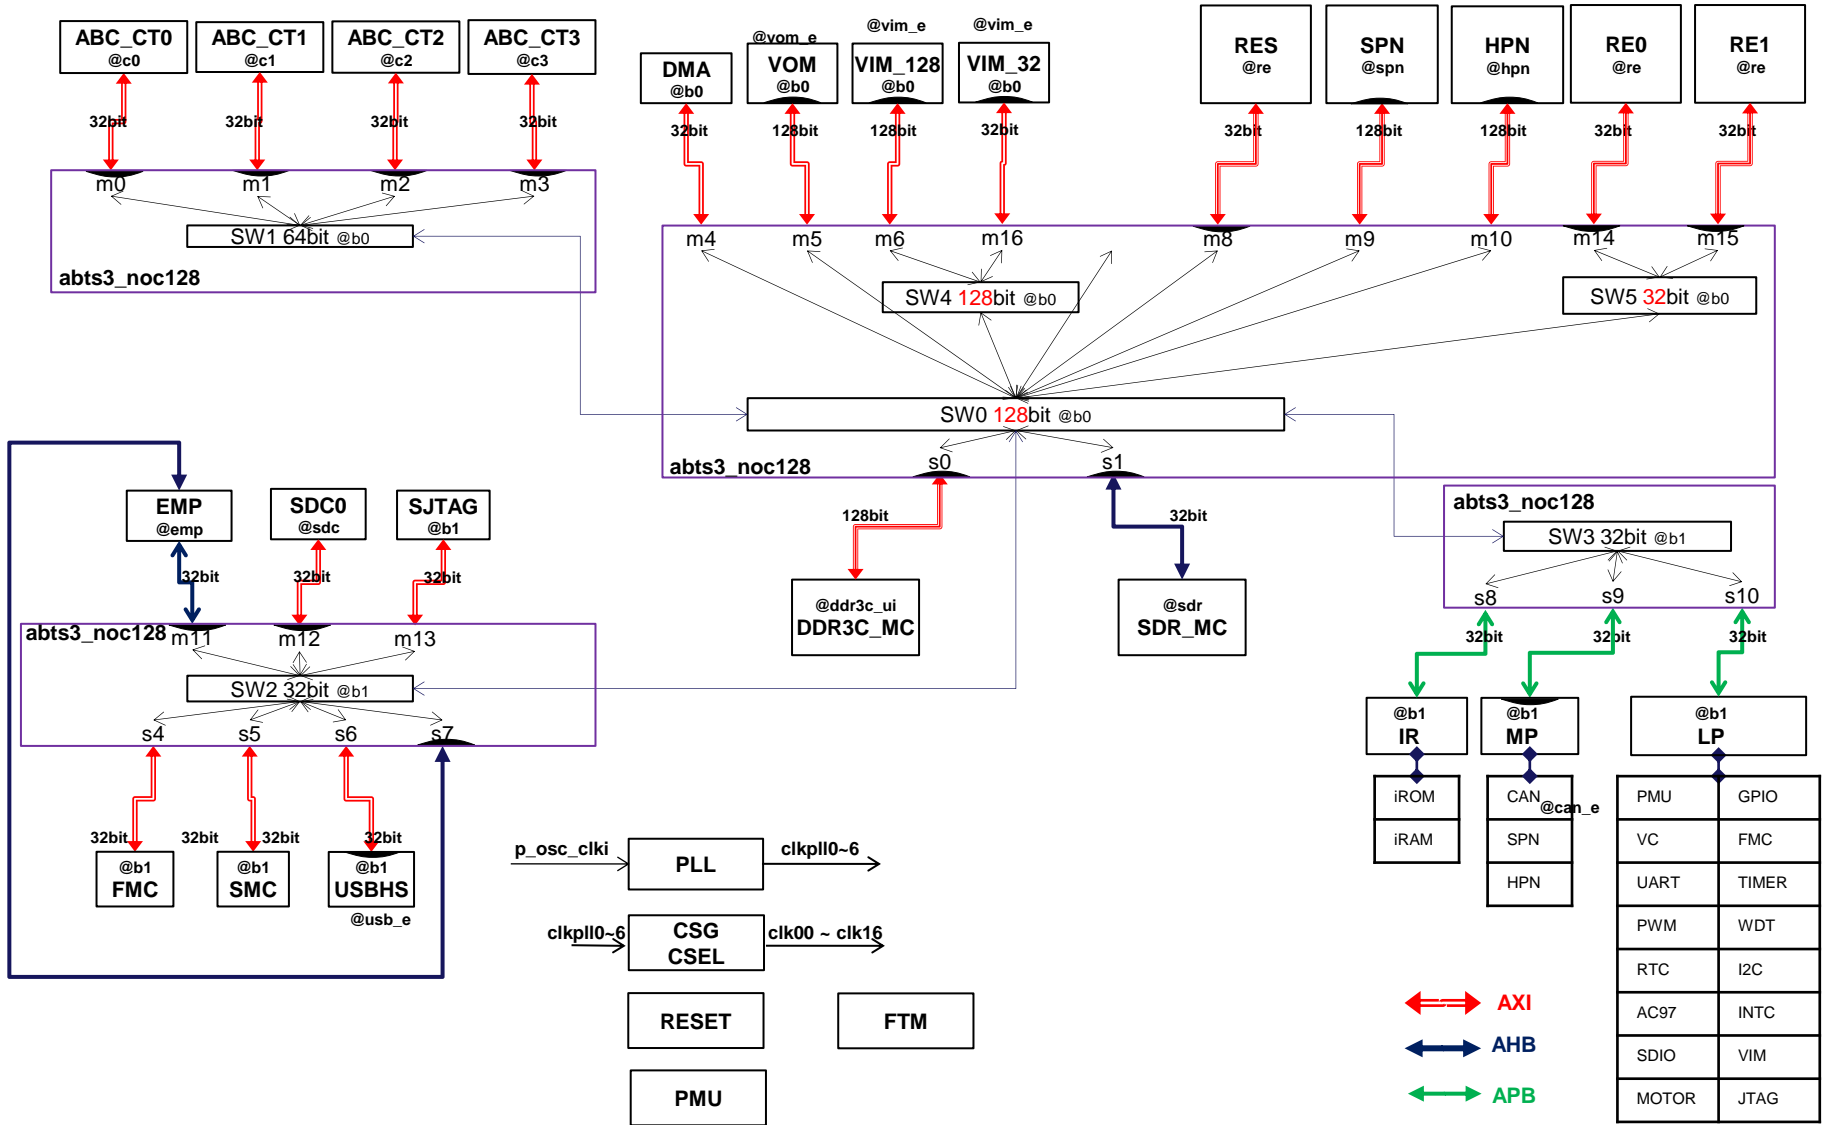 ABC_CT0
@c0
ABC_CT1
@c1
ABC_CT2
@c2
ABC_CT3
@c3
32bit
32bit
32bit
32bit
m0
m1
m2
m3
SW1 64bit @b0
abts3_noc128
DMA
@b0
@vom_e
VOM
@b0
@vim_e
VIM_128
@b0
@vim_e
VIM_32
@b0
RES
@re
SPN
@spn
HPN
@hpn
RE0
@re
RE1
@re
32bit
128bit
128bit
32bit
32bit
128bit
128bit
32bit
32bit
m4
m5
m6
m16
m8
m9
m10
m14
m15
SW4 128bit @b0
SW5 32bit @b0
SW0 128bit @b0
s0
s1
abts3_noc128
128bit
32bit
@ddr3c_ui
DDR3C_MC
@sdr
SDR_MC
EMP
@emp
SDC0
@sdc
SJTAG
@b1
32bit
32bit
32bit
abts3_noc128
m11
m12
m13
SW2 32bit @b1
s4
s5
s6
s7
32bit
32bit
32bit
32bit
@b1
FMC
@b1
SMC
@b1
USBHS
@usb_e
abts3_noc128
SW3 32bit @b1
s8
s9
s10
32bit
32bit
32bit
@b1
IR
@b1
MP
@b1
LP
iROM
iRAM
CAN
@can_e
SPN
HPN
PMU
GPIO
VC
FMC
UART
TIMER
PWM
WDT
RTC
I2C
AC97
INTC
SDIO
VIM
MOTOR
JTAG
p_osc_clki
PLL
clkpll0~6
clkpll0~6
CSG
CSEL
clk00 ~ clk16
RESET
FTM
PMU
AXI
AHB
APB